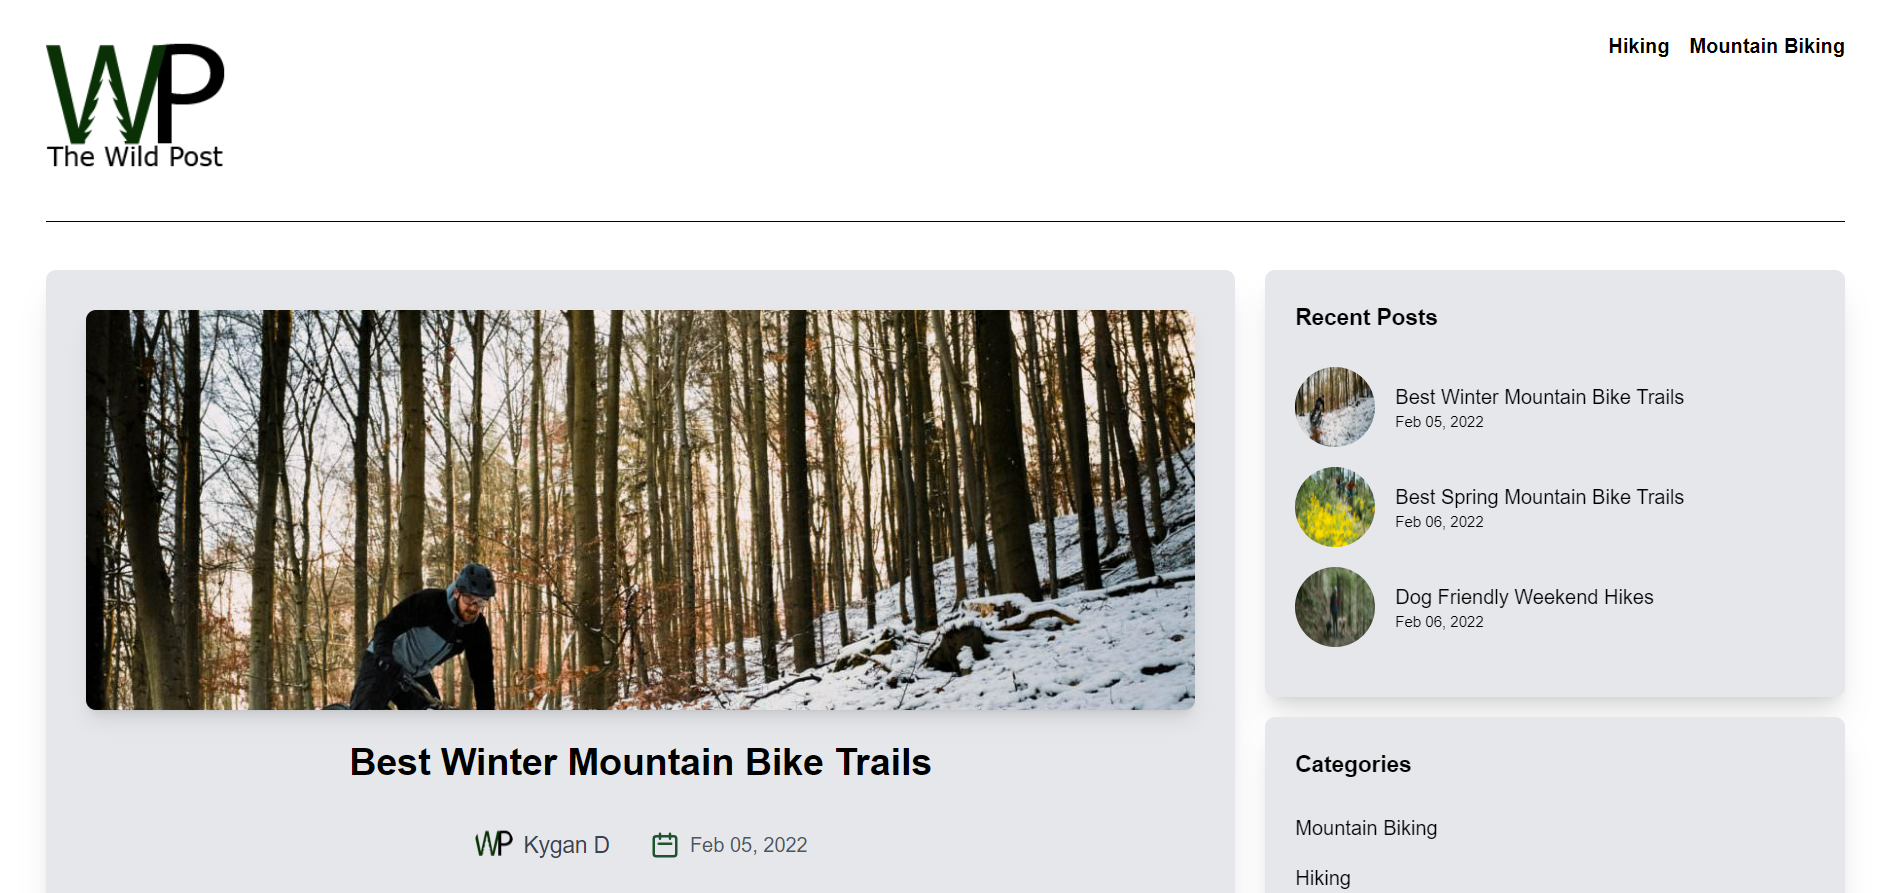 WP
The Wild Post
Hiking
Mountain Biking
Best Winter Mountain Bike Trails
WP Kygan D
Feb 05, 2022
Recent Posts
Best Winter Mountain Bike Trails
Feb 05, 2022
Best Spring Mountain Bike Trails
Feb 06, 2022
Dog Friendly Weekend Hikes
Feb 06, 2022
Categories
Mountain Biking
Hiking